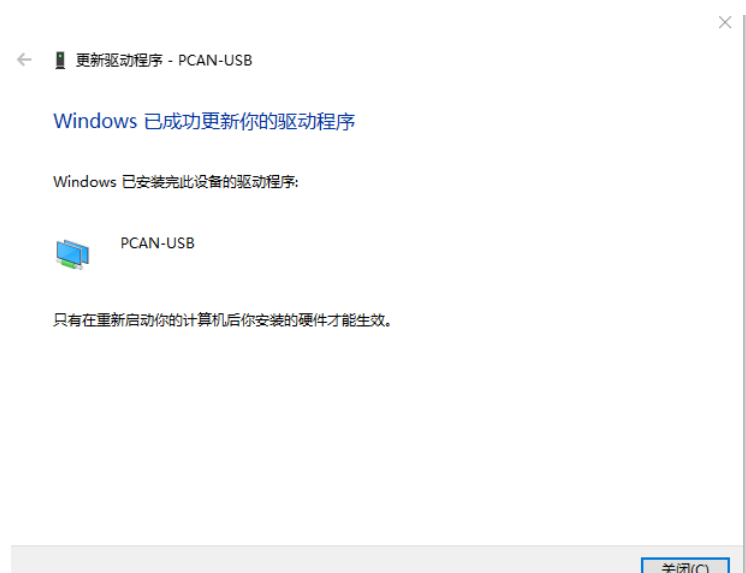 更新驱动程序 - PCAN-USB
Windows 已成功更新你的驱动程序
Windows 已安装完此设备的驱动程序:
PCAN-USB
只有在重新启动你的计算机后你安装的硬件才能生效。
关闭(C)